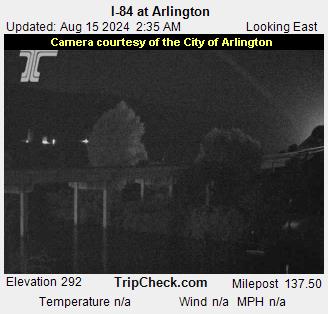 I-84 at Arlington
Updated: Aug 15 2024 2:35 AM Looking East
Camera courtesy of the City of Arlington
Elevation 292 TripCheck.com Milepost 137.50
Temperature n/a Wind n/a MPH n/a